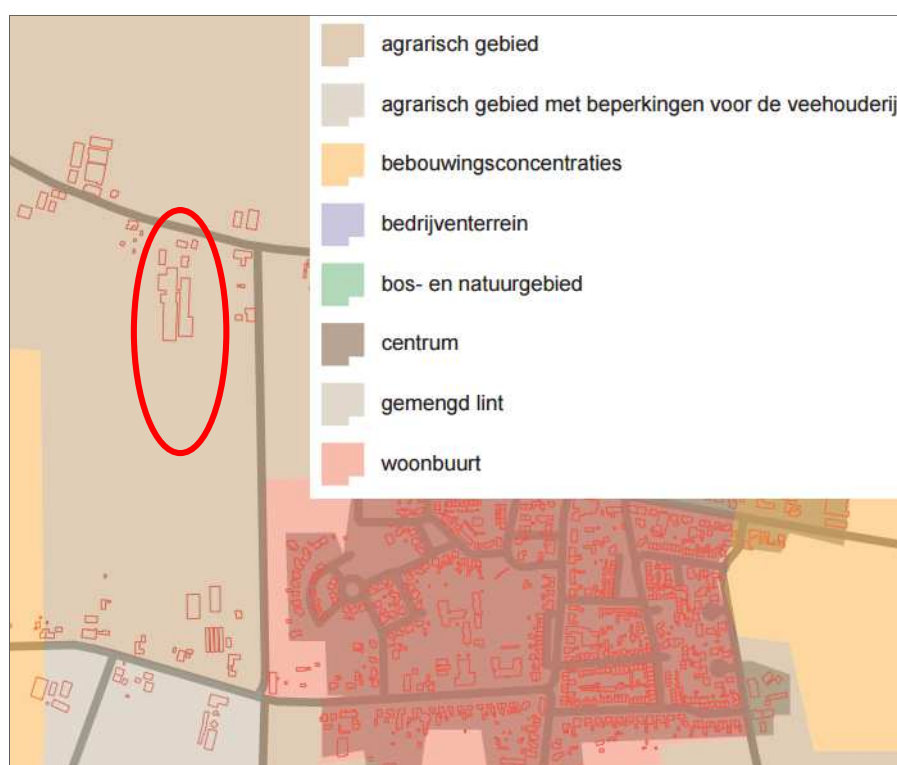 agrarisch gebied
agrarisch gebied met beperkingen voor de veehouderij
bebouwingsconcentraties
bedrijventerrein
bos- en natuurgebied
centrum
gemengd lint
woonbuurt